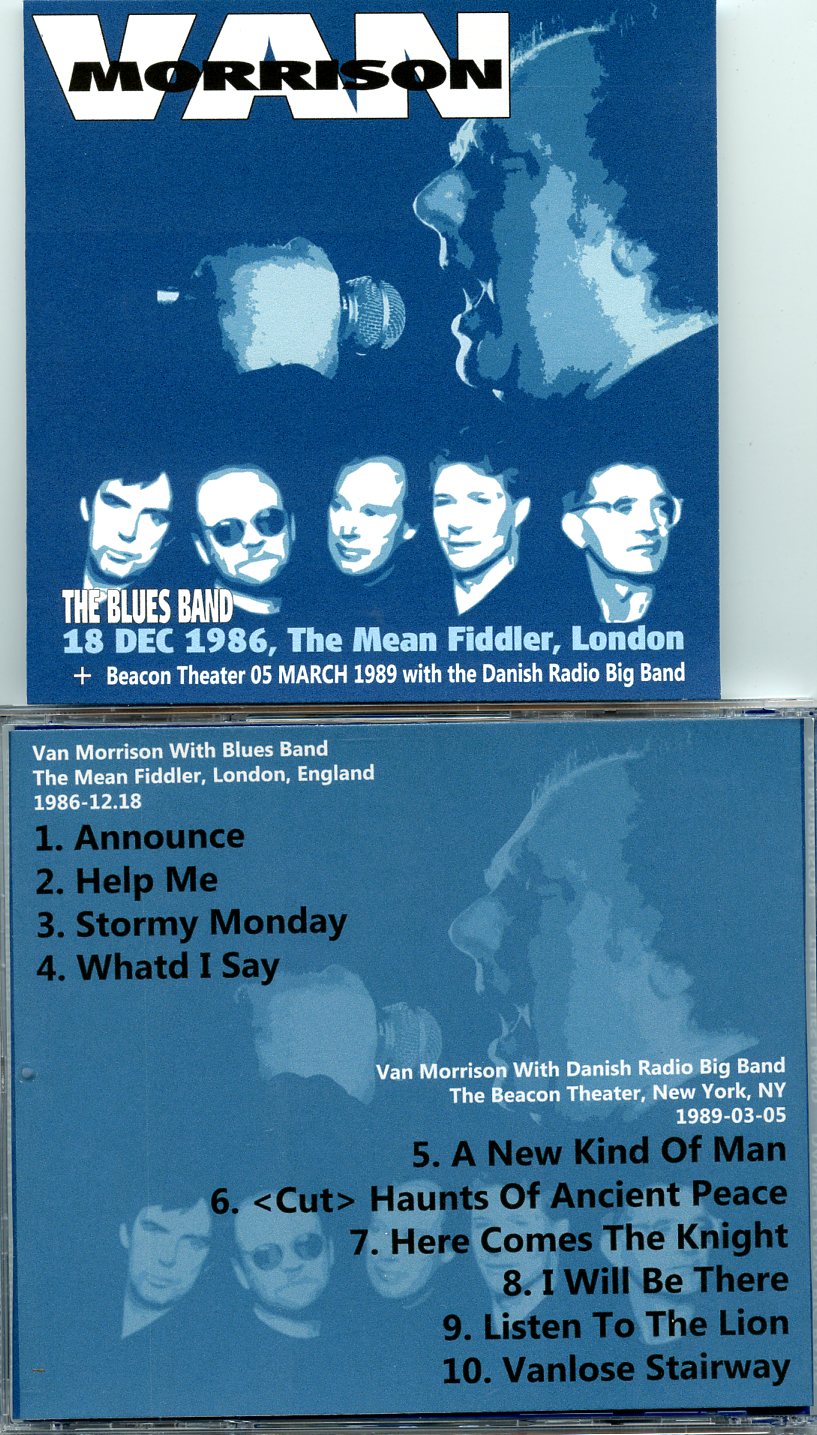 VAN
MORRISON
THE BLUES BAND
18 DEC 1986, The Mean Fiddler, London
+ Beacon Theater 05 MARCH 1989 with the Danish Radio Big Band
Van Morrison With Blues Band
The Mean Fiddler, London, England
1986-12.18
1. Announce
2. Help Me
3. Stormy Monday
4. Whatd I Say
Van Morrison With Danish Radio Big Band
The Beacon Theater, New York, NY
1989-03-05
5. A New Kind Of Man
6. <Cut> Haunts Of Ancient Peace
7. Here Comes The Knight
8. I Will Be There
9. Listen To The Lion
10. Vanlose Stairway